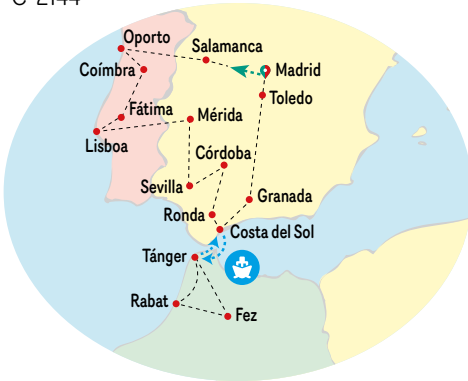 C-2144
Oporto
Salamanca
Coímbra
Madrid
Toledo
Fátima
Mérida
Lisboa
Córdoba
Sevilla
Granada
Ronda
Costa del Sol
Tánger
Rabat
Fez